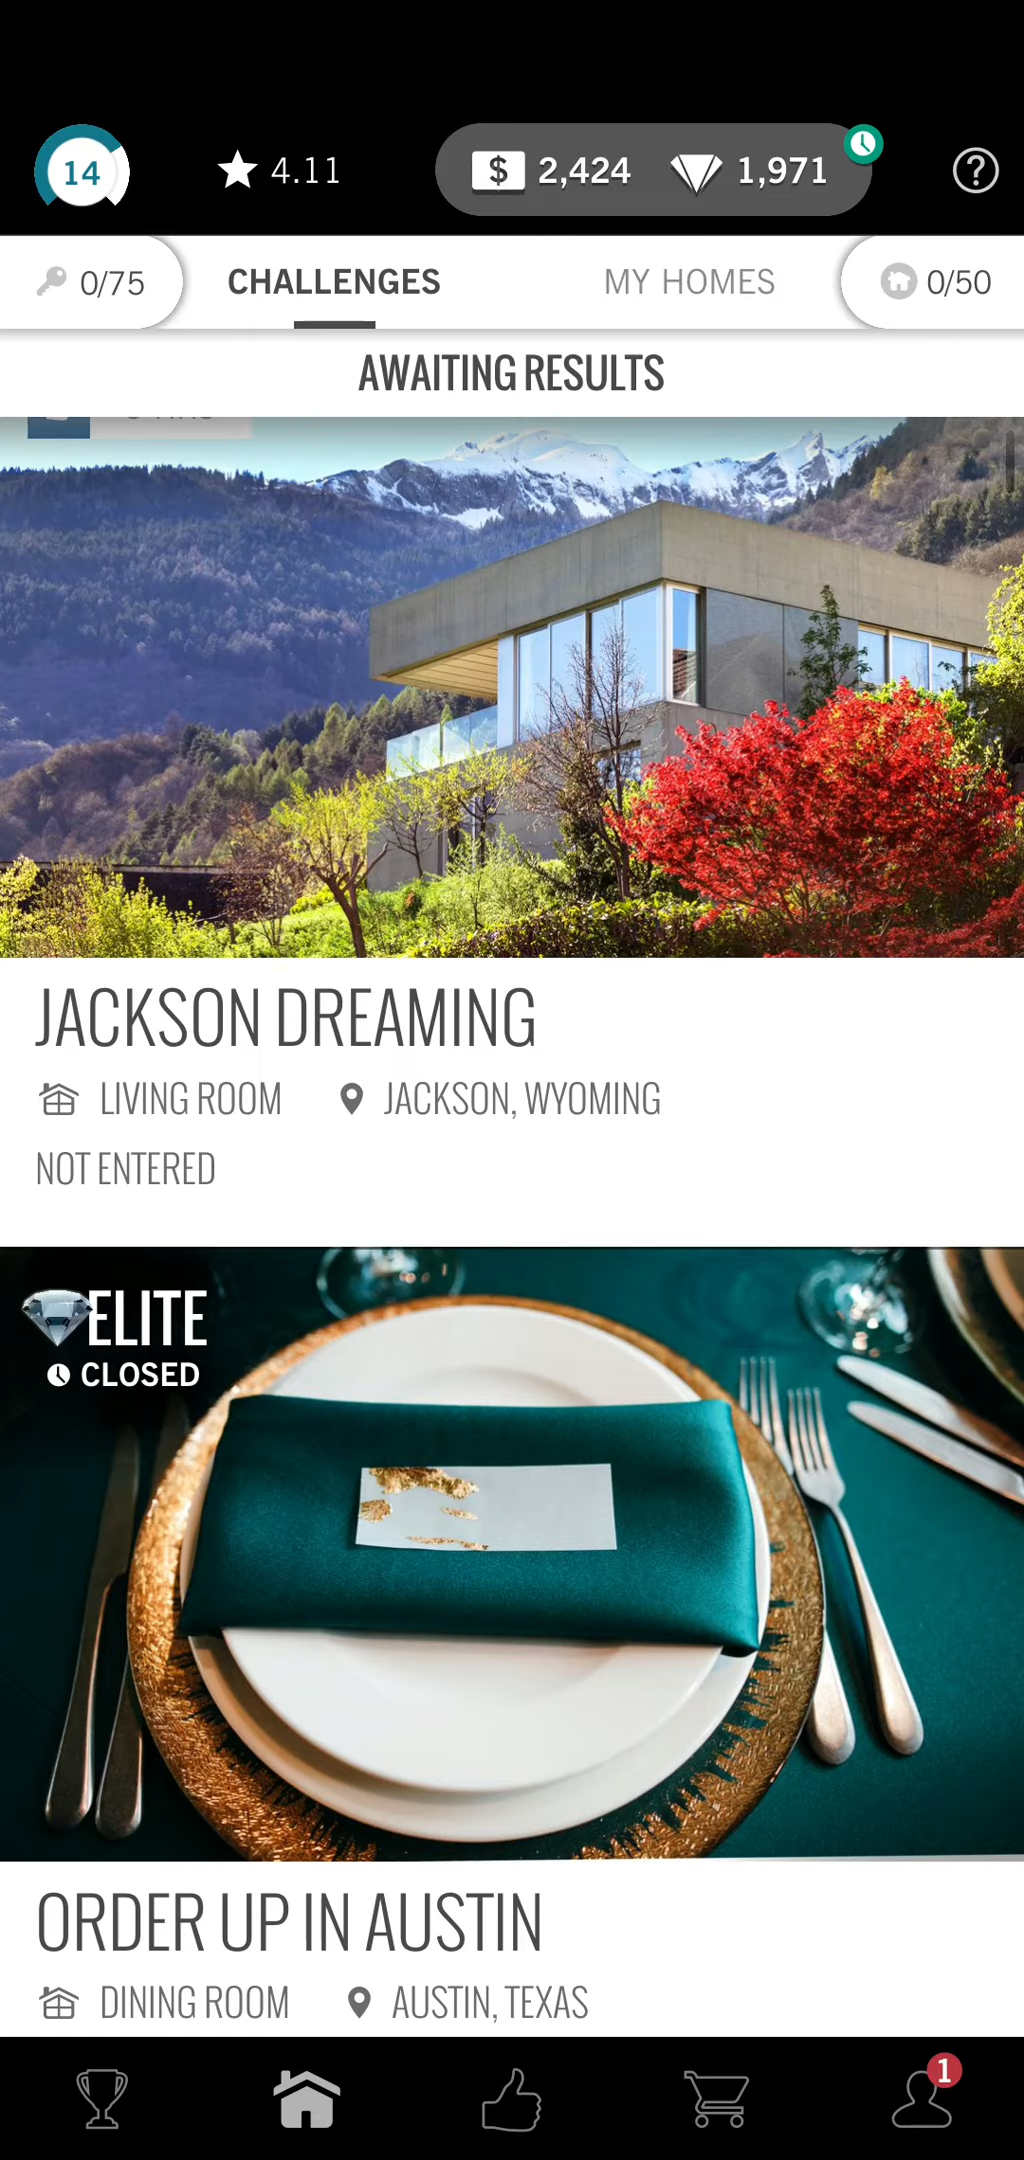 14
4.11
$ 2,424
1,971
?
0/75
CHALLENGES
MY HOMES
0/50
AWAITING RESULTS
JACKSON DREAMING
LIVING ROOM
JACKSON, WYOMING
NOT ENTERED
ELITE
CLOSED
ORDER UP IN AUSTIN
DINING ROOM
AUSTIN, TEXAS
1